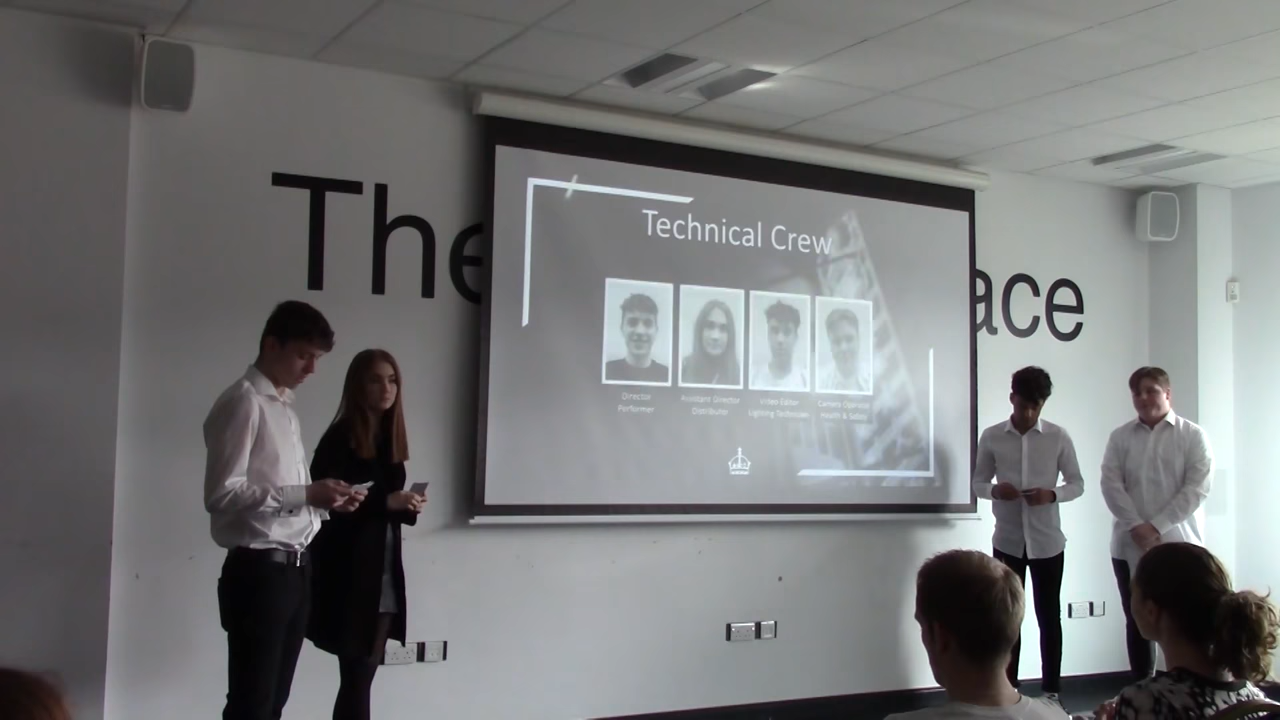 The
ace
Technical Crew
Director
Performer
Assistant Director
Distributor
Video Editor
Lighting Technician
Camera Operator
Health & Safety